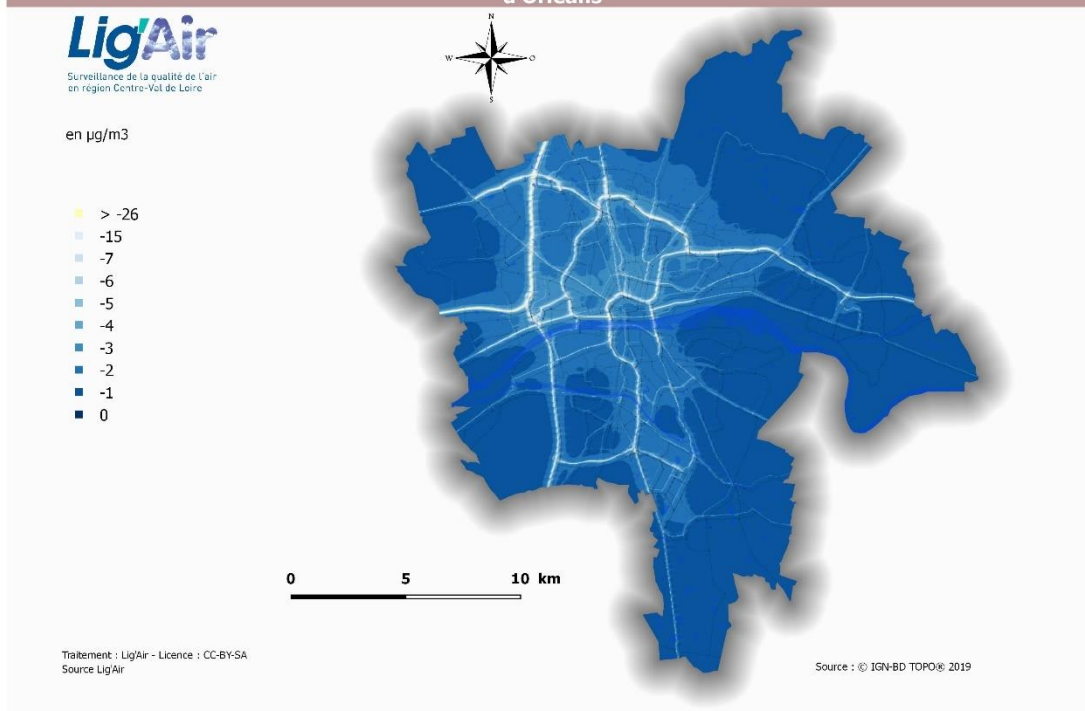 d'Orléans
Lig'Air
Surveillance de la qualité de l'air
en région Centre-Val de Loire
N
W
O
S
en µg/m3
> -26
-15
-7
-6
-5
-4
-3
-2
-1
0
0 5 10 km
Traitement : Lig'Air - Licence : CC-BY-SA
Source Lig'Air
Source : © IGN-BD TOPO® 2019